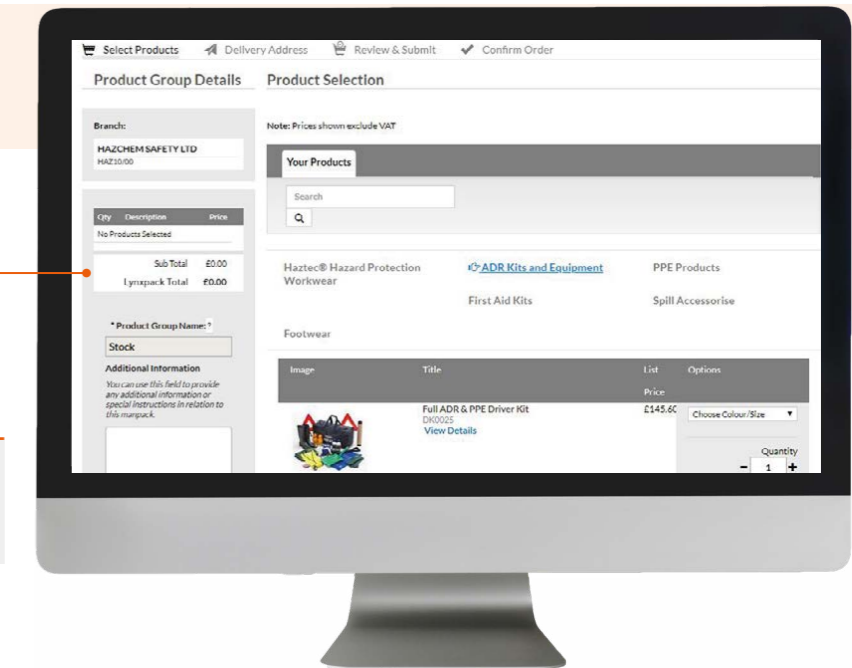 Select Products
Delivery Address
Review & Submit
Confirm Order
Product Group Details
Product Selection
Branch:
HAZCHEM SAFETY LTD
HAZ10/00
Note: Prices shown exclude VAT
Your Products
Search
Qty Description Price
No Products Selected
Sub Total £0.00
Lynxpack Total £0.00
Haztec® Hazard Protection
Workwear
ADR Kits and Equipment
PPE Products
First Aid Kits
Spill Accessorise
Footwear
* Product Group Name: ?
Stock
Additional Information
You can use this field to provide
any additional information or
special instructions in relation to
this manpack.
Image Title List Options
Price
Full ADR & PPE Driver Kit
DK0025
View Details
£145.60
Choose Colour/Size
Quantity
- 1 +